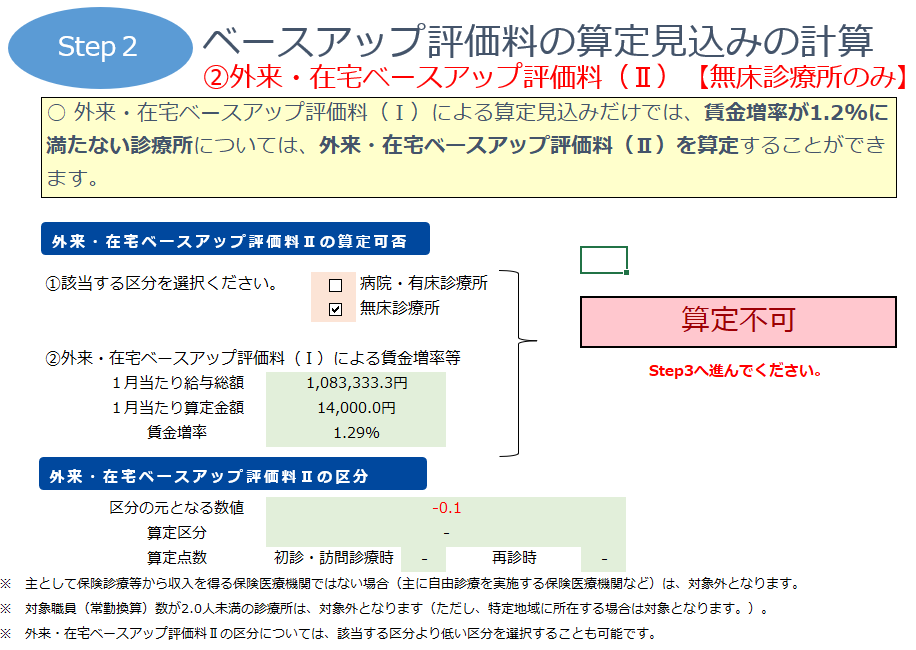 Step 2
ベースアップ評価料の算定見込みの計算
②外来・在宅ベースアップ評価料（Ⅱ）【無床診療所のみ】
○ 外来・在宅ベースアップ評価料（Ⅰ）による算定見込みだけでは、賃金増率が1.2%に
満たない診療所については、外来・在宅ベースアップ評価料（Ⅱ）を算定することができ
ます。
外来・在宅ベースアップ評価料Ⅱの算定可否
①該当する区分を選択ください。
病院・有床診療所
無床診療所
算定不可
Step3へ進んでください。
②外来・在宅ベースアップ評価料（Ⅰ）による賃金増率等
１月当たり給与総額 1,083,333.3円
１月当たり算定金額 14,000.0円
賃金増率 1.29%
外来・在宅ベースアップ評価料Ⅱの区分
区分の元となる数値 -0.1
算定区分 -
算定点数 初診・訪問診療時 - 再診時 -
※ 主として保険診療等から収入を得る保険医療機関ではない場合（主に自由診療を実施する保険医療機関など）は、対象外となります。
※ 対象職員（常勤換算）数が2.0人未満の診療所は、対象外となります（ただし、特定地域に所在する場合は対象となります。）。
※ 外来・在宅ベースアップ評価料Ⅱの区分については、該当する区分より低い区分を選択することも可能です。